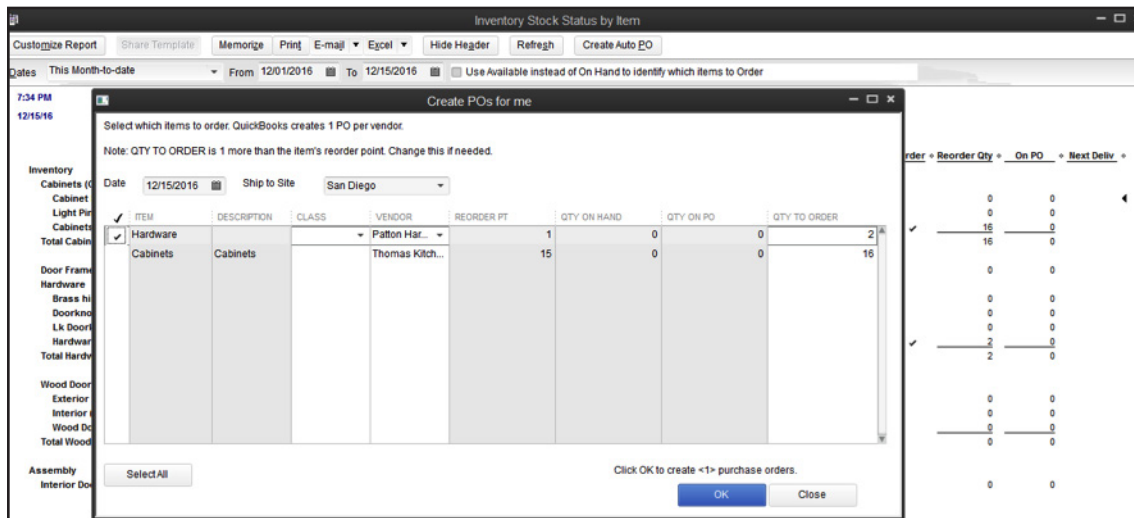 Inventory Stock Status by Item
Customize Report Share Template Memorize Print E-mail Excel Hide Header Refresh Create Auto PO
Dates This Month-to-date From 12/01/2016 To 12/15/2016 Use Available instead of On Hand to identify which items to Order
7:34 PM
12/15/16
Create POs for me
Select which items to order. QuickBooks creates 1 PO per vendor.
Note: QTY TO ORDER is 1 more than the item's reorder point. Change this if needed.
Date 12/15/2016 Ship to Site San Diego
ITEM DESCRIPTION CLASS VENDOR REORDER PT QTY ON HAND QTY ON PO QTY TO ORDER
Hardware Patton Har... 1 0 0 2
Cabinets Cabinets Thomas Kitch... 15 0 0 16
Select All
Click OK to create <1> purchase orders.
OK Close
rder Reorder Qty On PO Next Deliv
Inventory
Cabinets (
Cabinet 0 0
Light Pin 0 0
Cabinets 16 0
Total Cabin 16 0
Door Frame 0 0
Hardware
Brass hi 0 0
Doorkno 0 0
Lk Door 0 0
Hardwar 2 0
Total Hardw 2 0
Wood Door
Exterior 0 0
Interior 0 0
Wood Do 0 0
Total Wood 0 0
Assembly
Interior Do 0 0